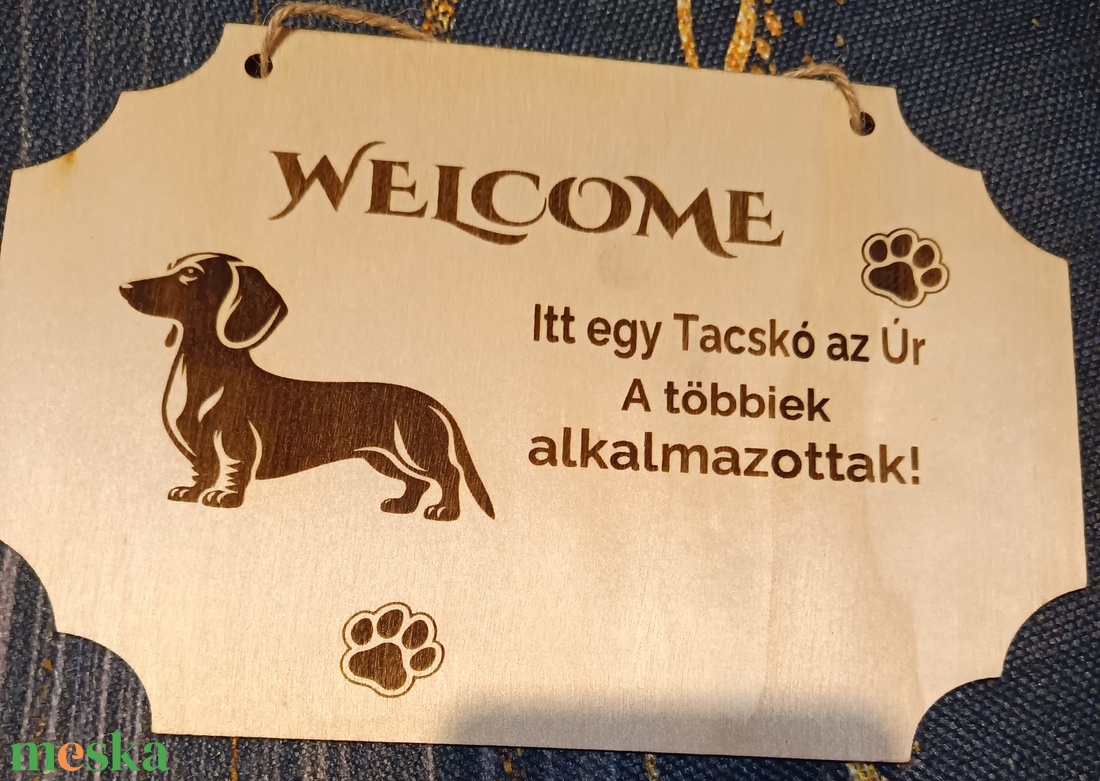 WELCOME
Itt egy Tacskó az Úr
A többiek
alkalmazottak!
meska